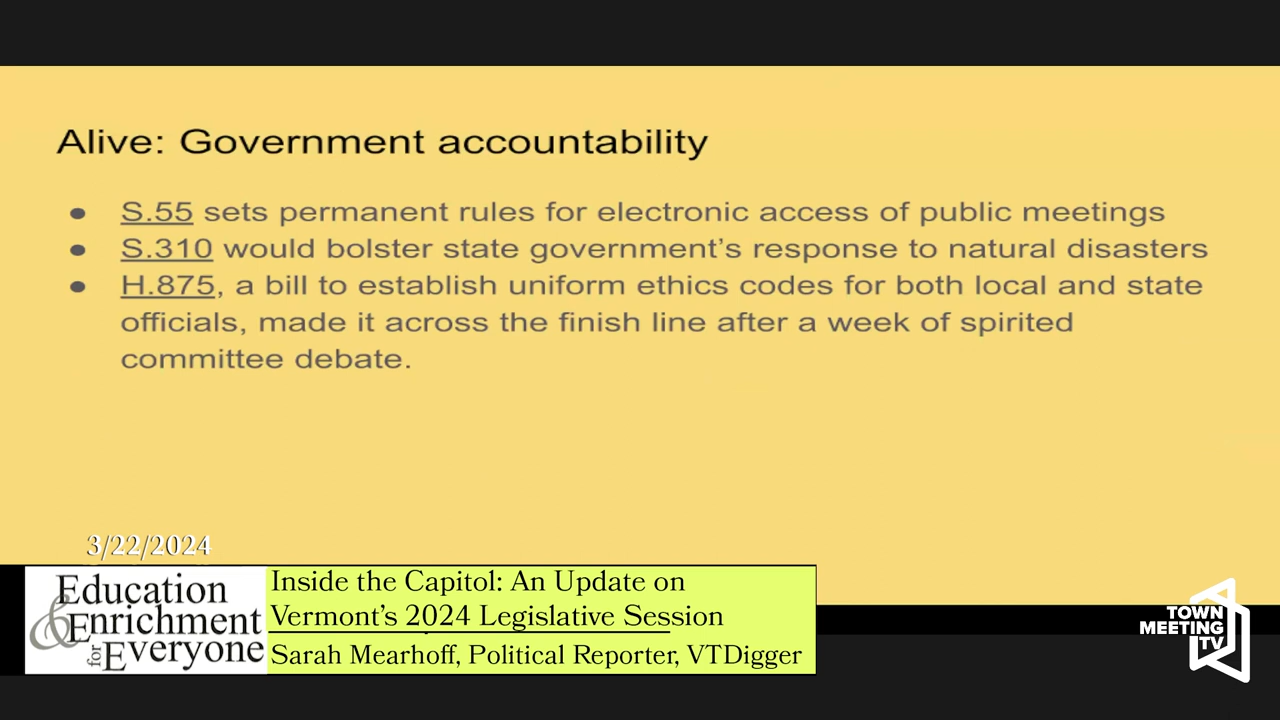 Alive: Government accountability
● S.55 sets permanent rules for electronic access of public meetings
● S.310 would bolster state government’s response to natural disasters
● H.875, a bill to establish uniform ethics codes for both local and state
officials, made it across the finish line after a week of spirited
committee debate.
3/22/2024
Education
& Enrichment
for Everyone
Inside the Capitol: An Update on
Vermont’s 2024 Legislative Session
Sarah Mearhoff, Political Reporter, VTDigger
TOWN
MEETING
TV